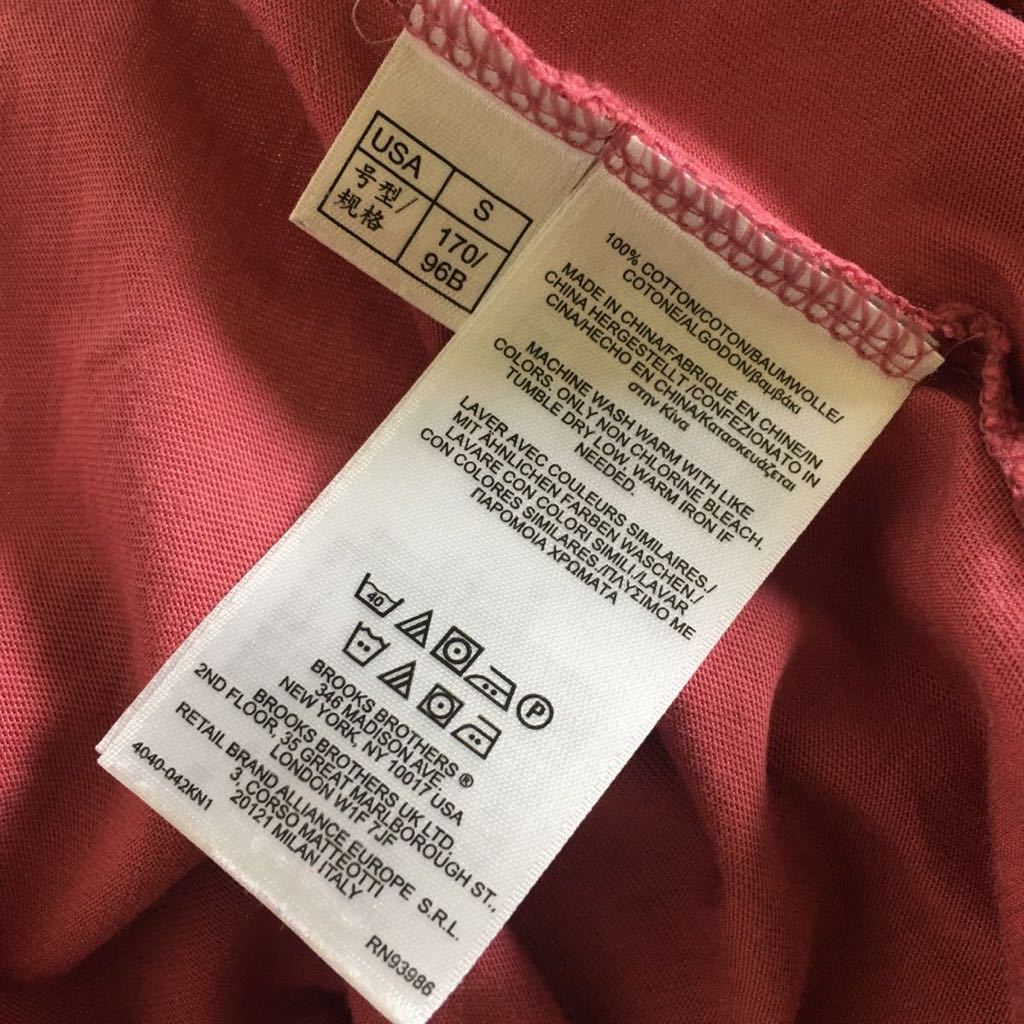 USA
S
号型/
规格
170/
96B
100% COTTON/COTON/BAUMWOLLE/
COTONE/ALGODON/βαμβάκι
MADE IN CHINA/FABRIQUÉ EN CHINE/IN
CHINA HERGESTELLT /CONFEZIONATO IN
CINA/HECHO EN CHINA/Κατασκευάζεται
στην Κίνα
MACHINE WASH WARM WITH LIKE
COLORS. ONLY NON CHLORINE BLEACH.
TUMBLE DRY LOW. WARM IRON IF
NEEDED.
LAVER AVEC COULEURS SIMILAIRES./
MIT ÄHNLICHEN FARBEN WASCHEN./
LAVARE CON COLORI SIMILI./LAVAR
CON COLORES SIMILARES./ΠΛΥΣΙΜΟ ΜΕ
ΠΑΡΟΜΟΙΑ ΧΡΩΜΑΤΑ
40
P
BROOKS BROTHERS ®
346 MADISON AVE.
NEW YORK, NY 10017 USA
BROOKS BROTHERS UK LTD.
2ND FLOOR, 35 GREAT MARLBOROUGH ST.,
LONDON W1F 7JF
RETAIL BRAND ALLIANCE EUROPE S.R.L.
3, CORSO MATTEOTTI
20121 MILAN ITALY
4040-042KN1
RN93986